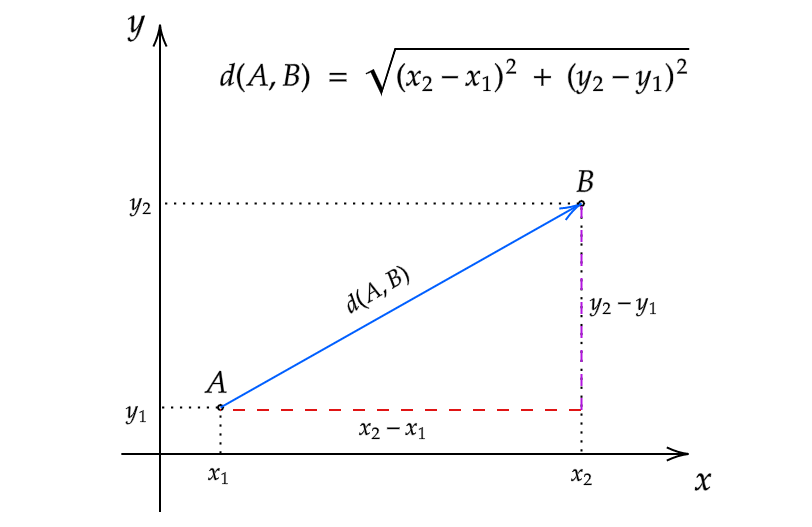 y
d(A, B) = √(x₂ − x₁)² + (y₂ − y₁)²
B
y₂
d(A, B)
y₂ − y₁
A
y₁
x₂ − x₁
x₁
x₂
x